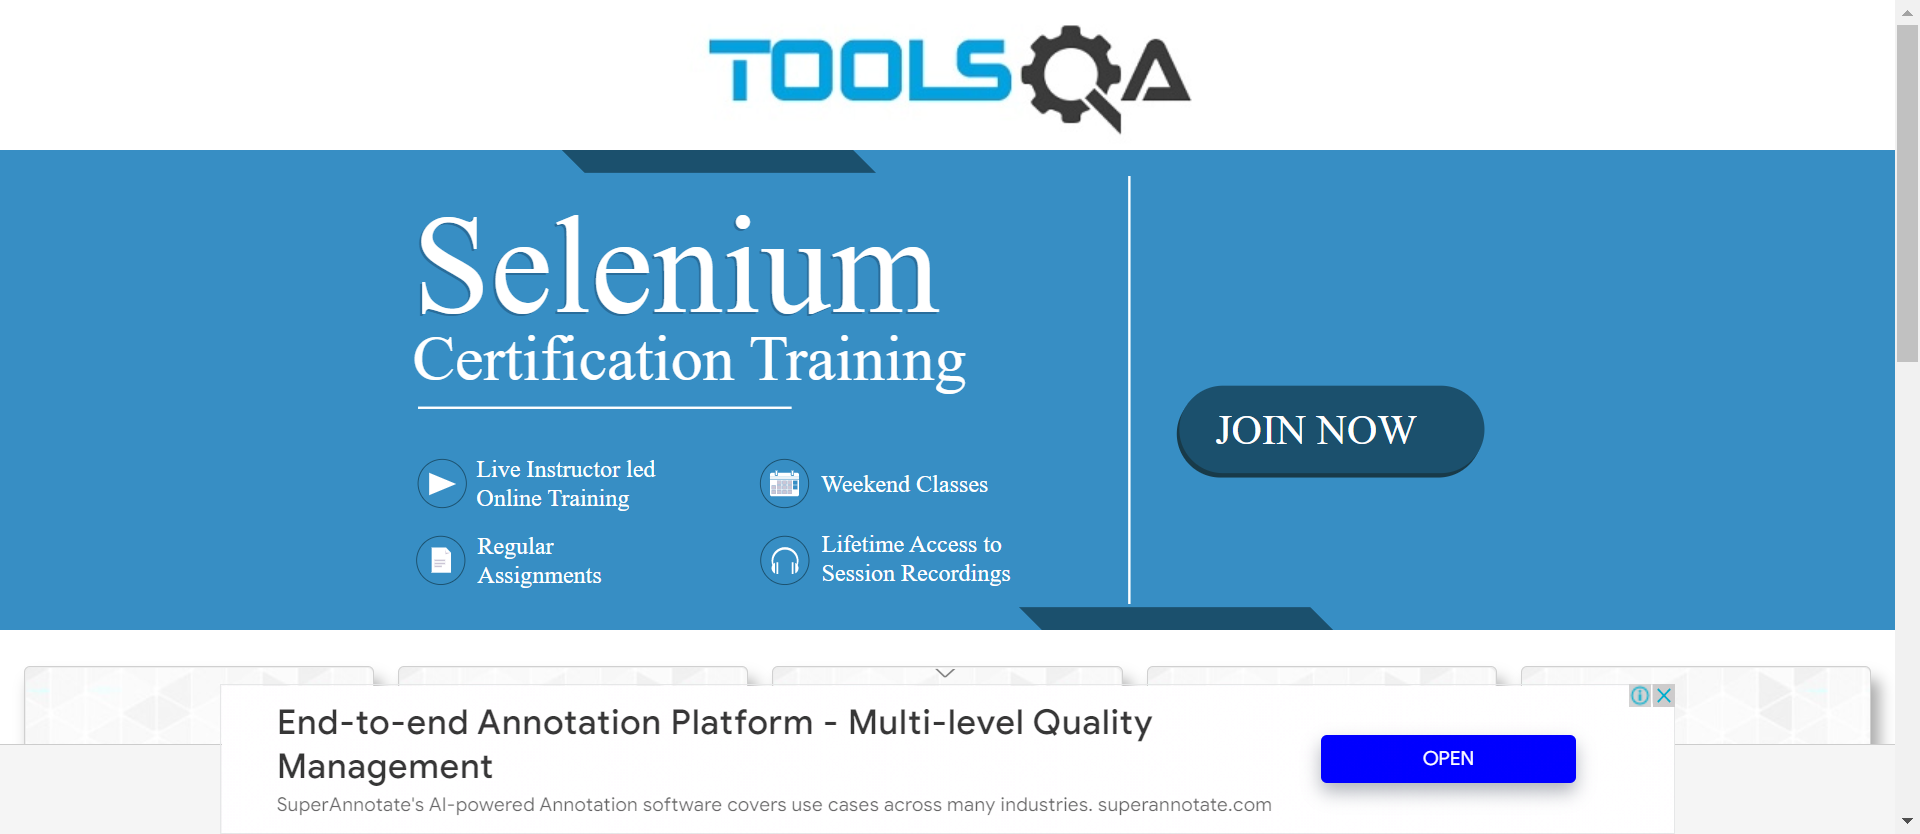 TOOLSQA
Selenium
Certification Training
Live Instructor led
Online Training
Weekend Classes
Regular
Assignments
Lifetime Access to
Session Recordings
JOIN NOW
End-to-end Annotation Platform - Multi-level Quality
Management
SuperAnnotate's AI-powered Annotation software covers use cases across many industries. superannotate.com
OPEN